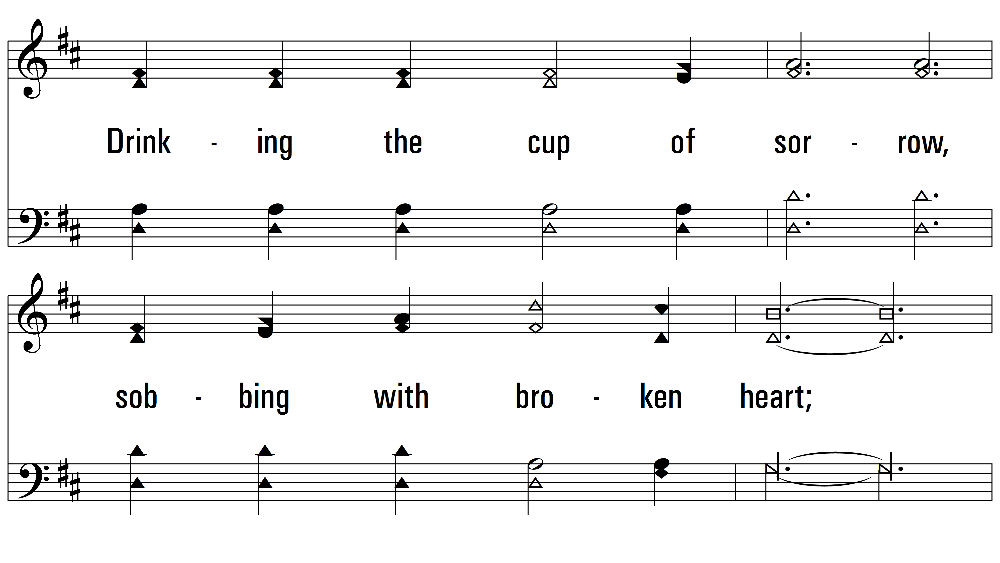 Drink - ing the cup of sor - row,
sob - bing with bro - ken heart;